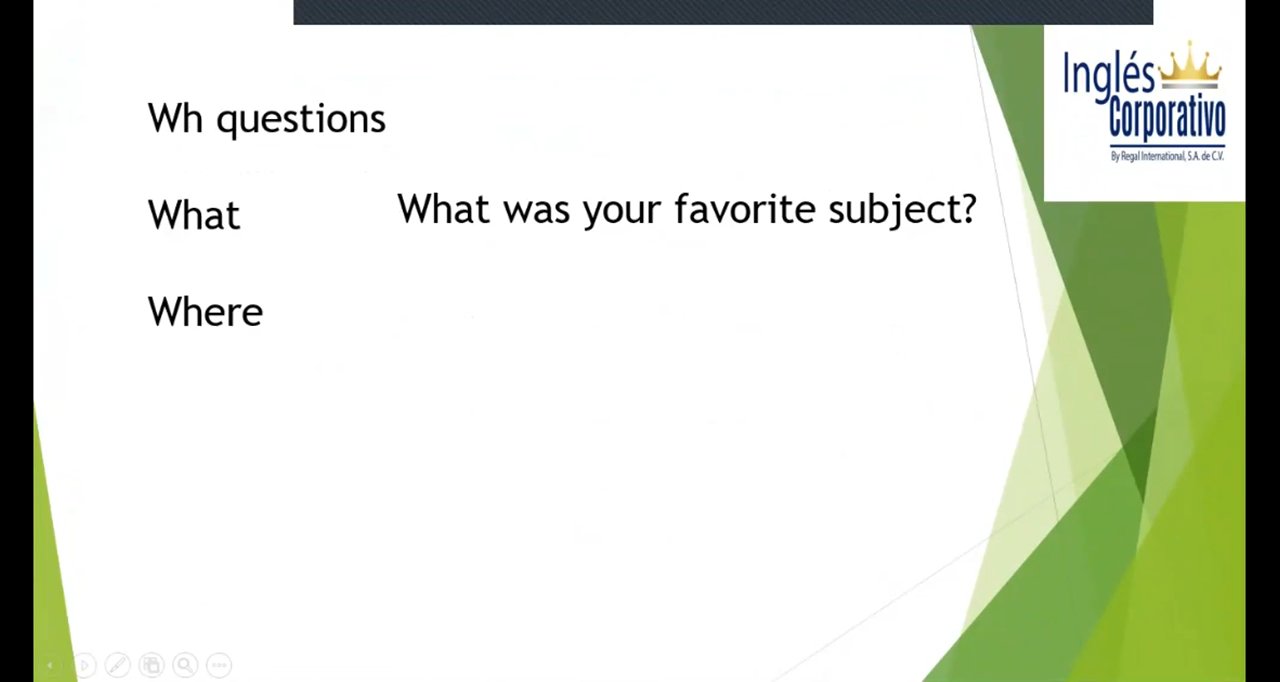 Wh questions
What
What was your favorite subject?
Where
Inglés
Corporativo
By Regal International, S.A. de C.V.